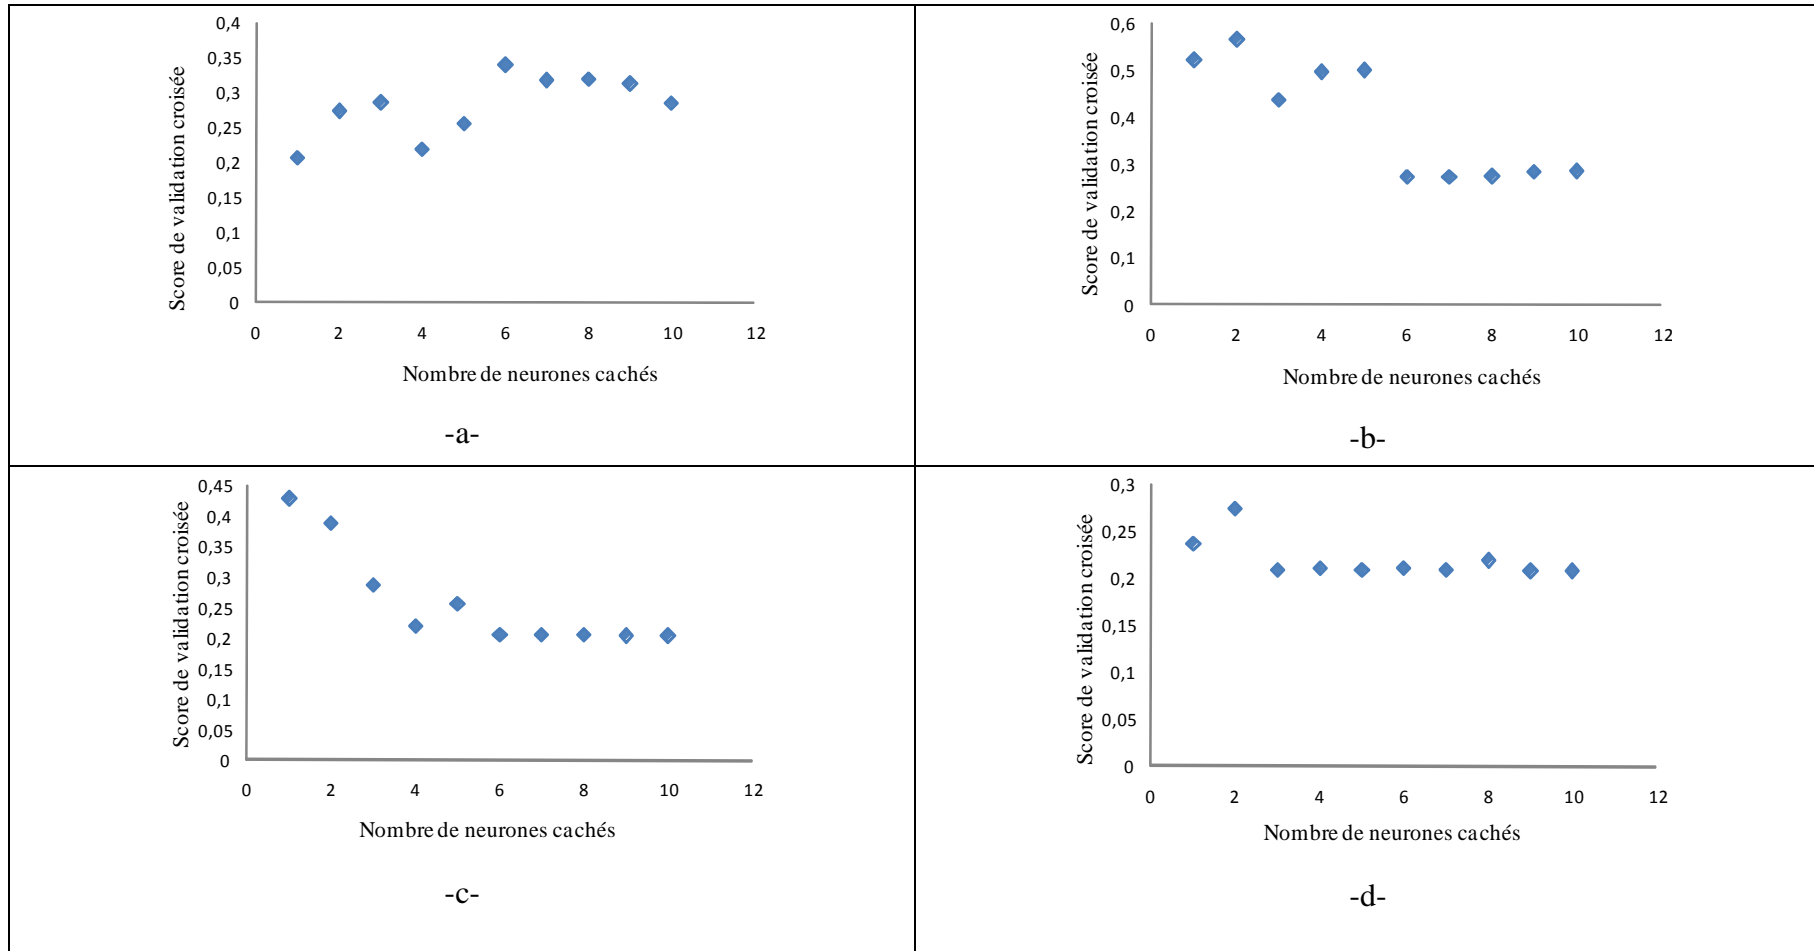 0,4
0,35
0,3
0,25
0,2
0,15
0,1
0,05
0
Score de validation croisée
0 2 4 6 8 10 12
Nombre de neurones cachés
-a-
0,6
0,5
0,4
0,3
0,2
0,1
0
Score de validation croisée
0 2 4 6 8 10 12
Nombre de neurones cachés
-b-
0,45
0,4
0,35
0,3
0,25
0,2
0,15
0,1
0,05
0
Score de validation croisée
0 2 4 6 8 10 12
Nombre de neurones cachés
-c-
0,3
0,25
0,2
0,15
0,1
0,05
0
Score de validation croisée
0 2 4 6 8 10 12
Nombre de neurones cachés
-d-